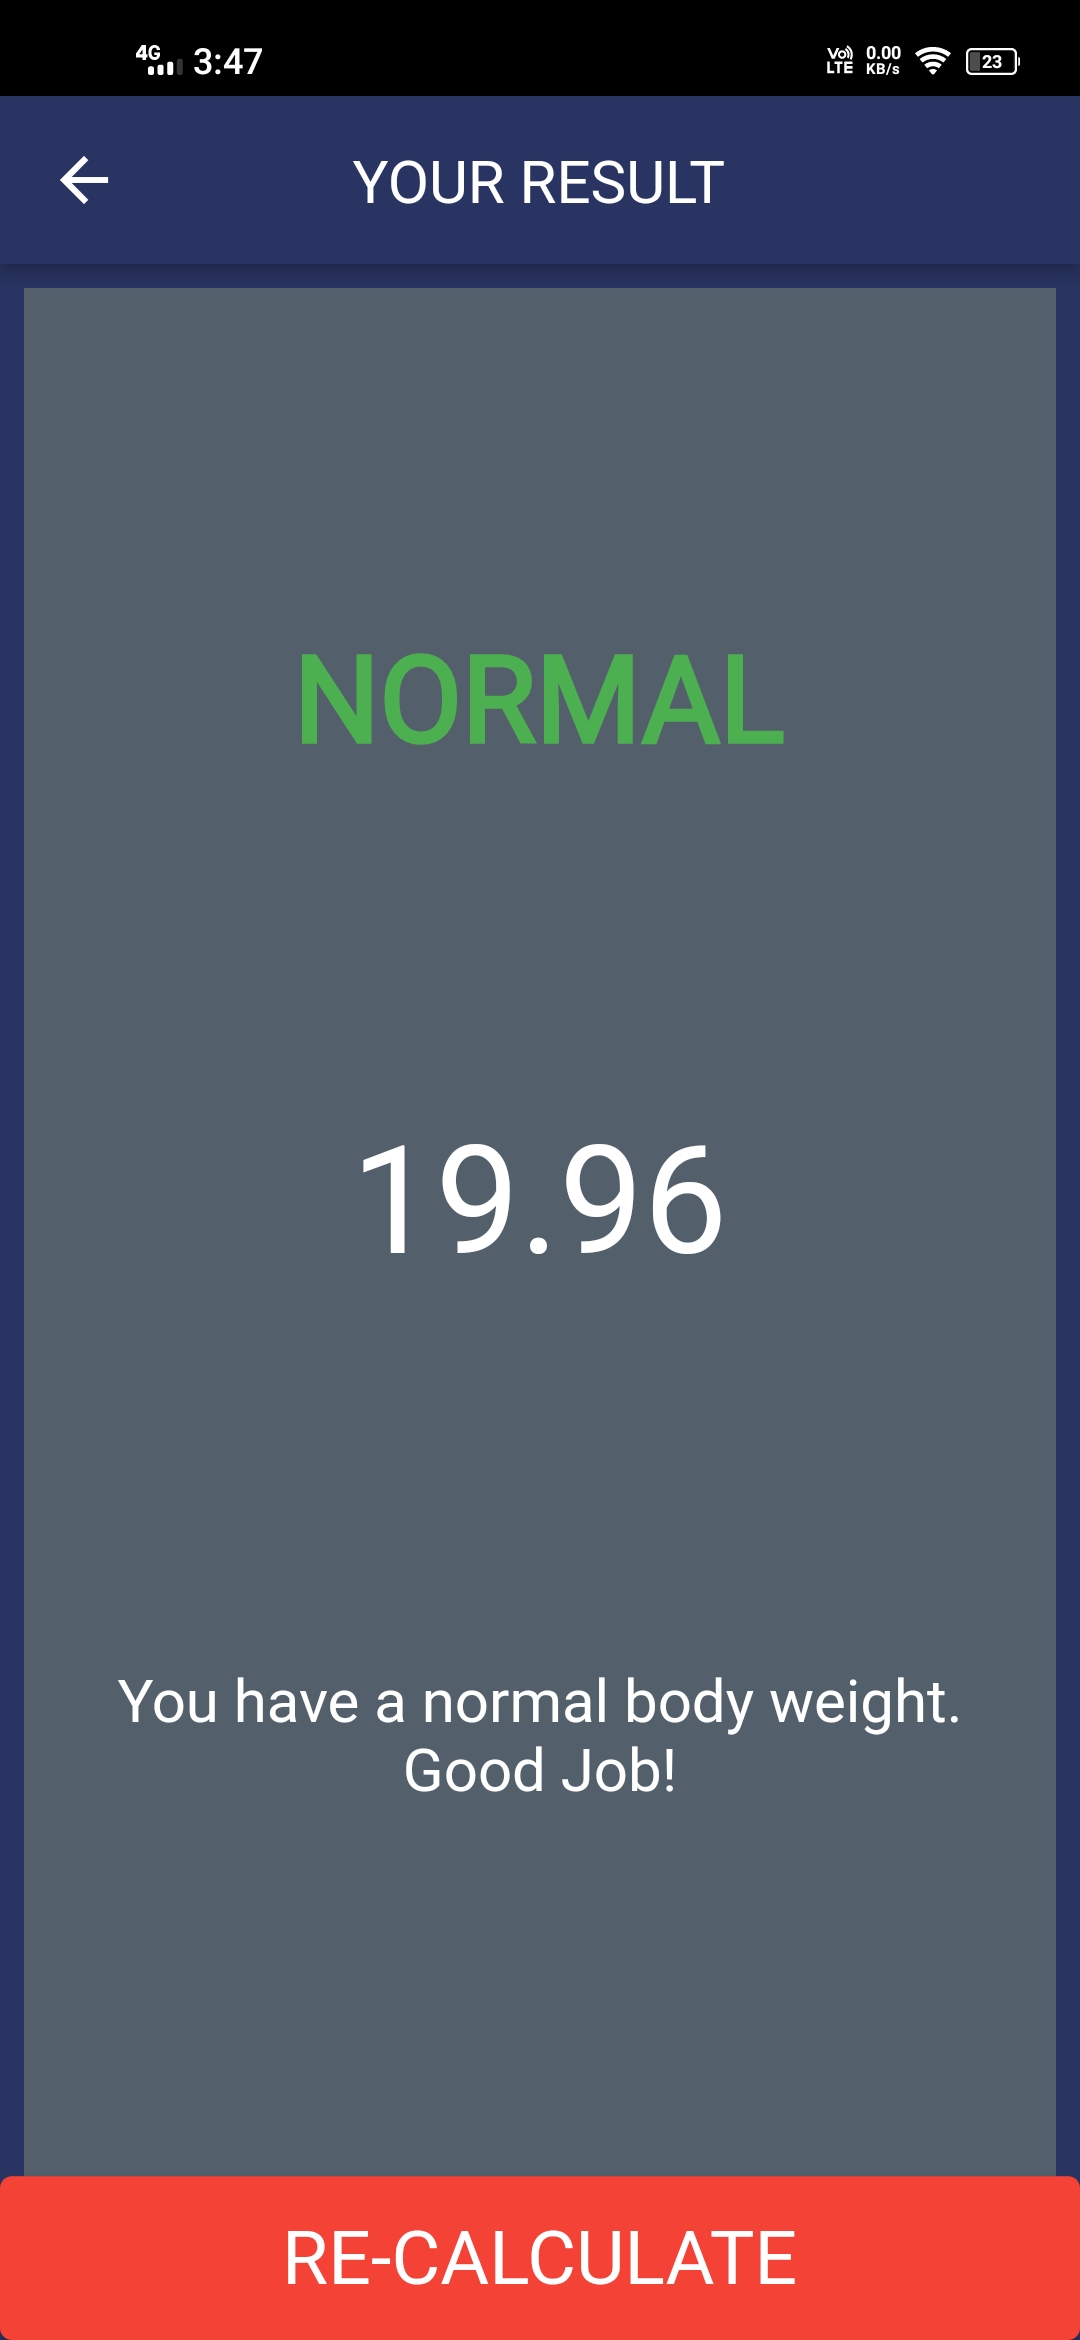 4G 3:47 Vo LTE 0.00 KB/s 23
YOUR RESULT
NORMAL
19.96
You have a normal body weight.
Good Job!
RE-CALCULATE